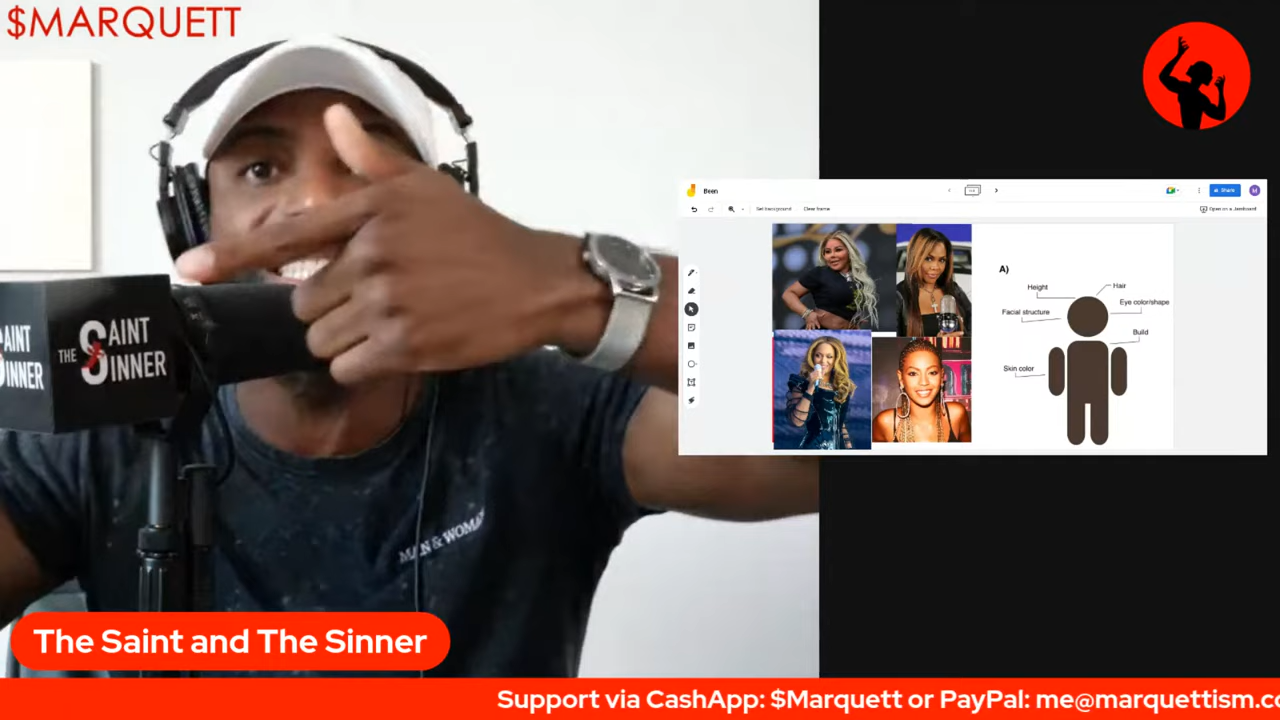 $MARQUETT
AINT
INNER
THE SAINT
SINNER
MAN & WOMAN
Been
Share
M
Set background
Clear frame
Open on a Jamboard
A)
Height
Hair
Eye color/shape
Facial structure
Build
Skin color
The Saint and The Sinner
Support via CashApp: $Marquett or PayPal: me@marquettism.co